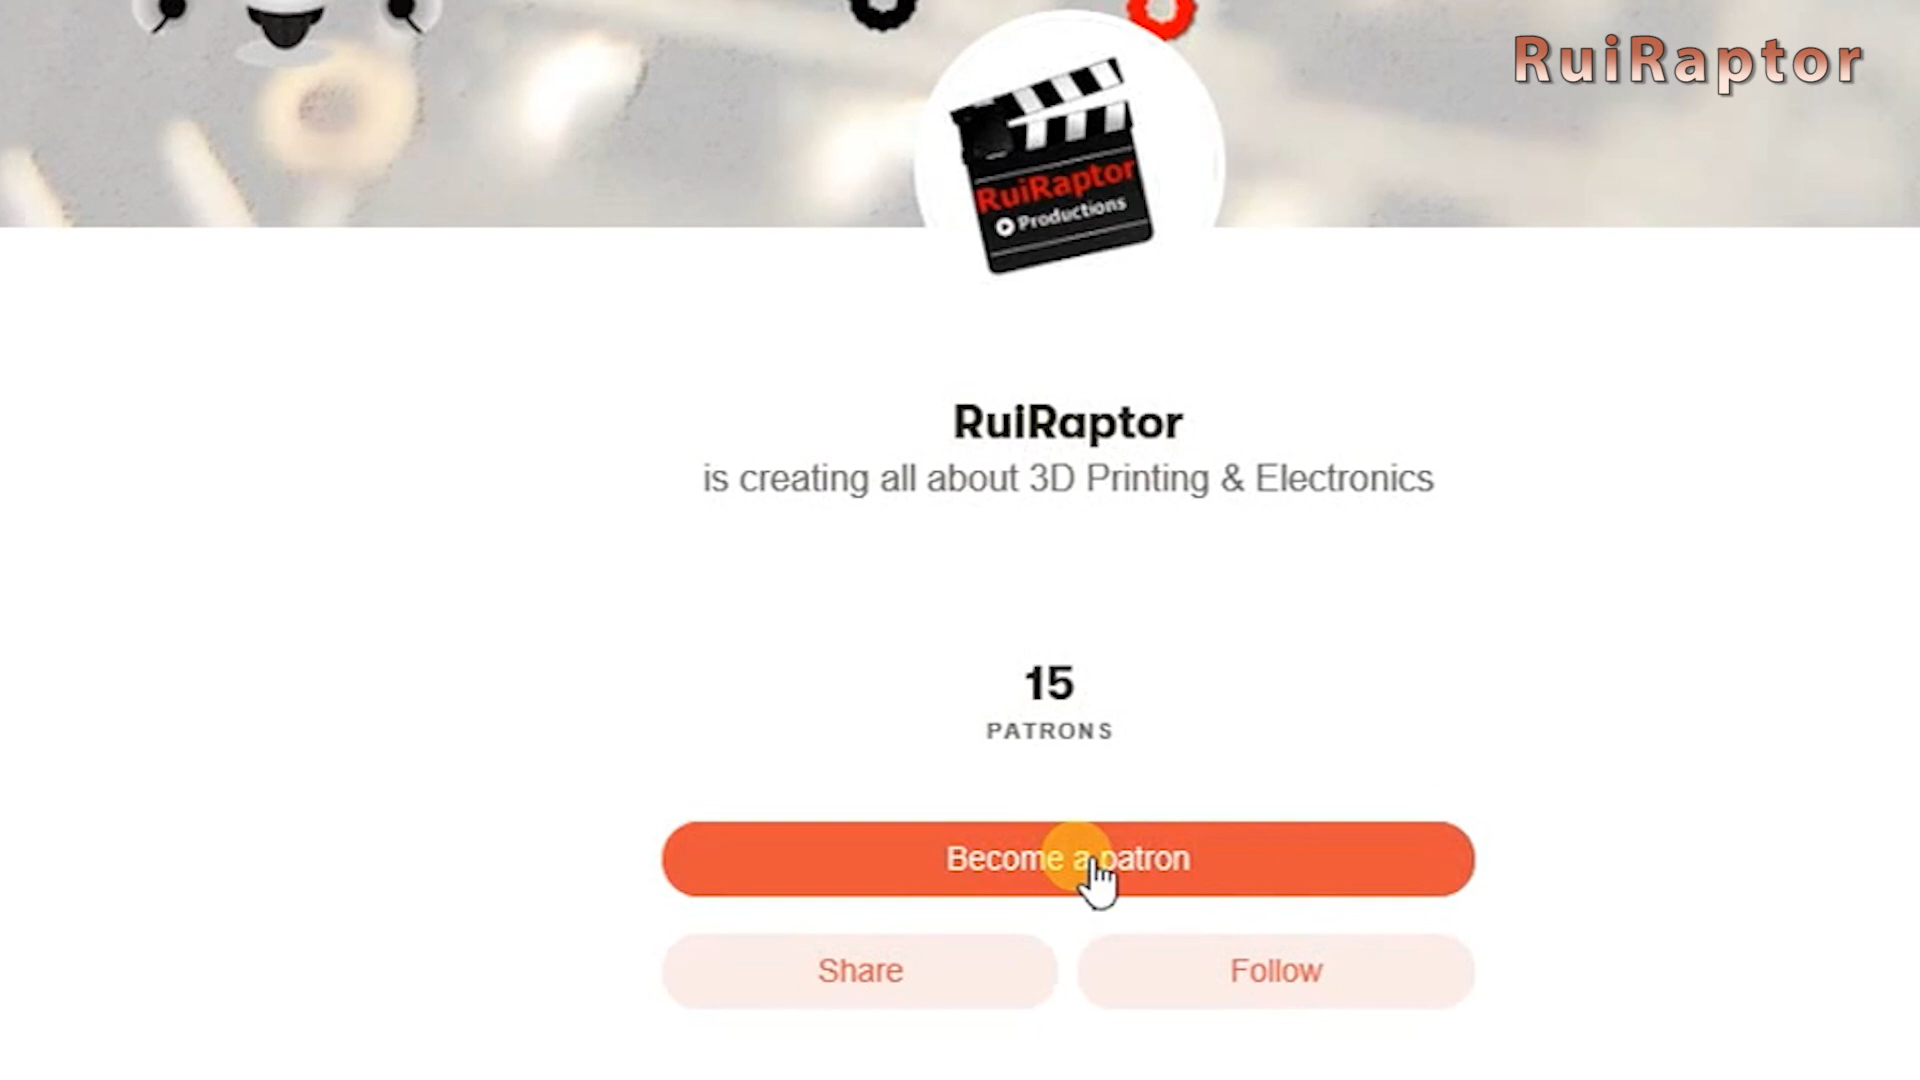 RuiRaptor
RuiRaptor
Productions
RuiRaptor
is creating all about 3D Printing & Electronics
15
PATRONS
Become a patron
Share
Follow